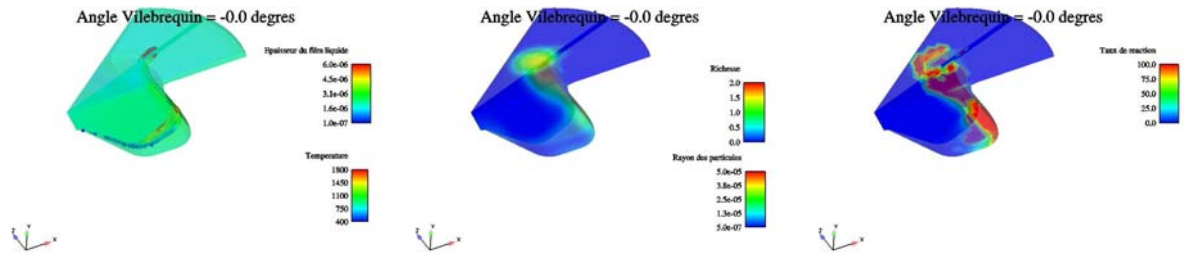 Angle Vilebrequin = -0.0 degres
Epaisseur du film liquide
6.0e-06
4.5e-06
3.1e-06
1.6e-06
1.0e-07
Temperature
1800
1450
1100
750
400
Z
Y
X
Angle Vilebrequin = -0.0 degres
Richesse
2.0
1.5
1.0
0.5
0.0
Rayon des particules
5.0e-05
3.8e-05
2.5e-05
1.3e-05
5.0e-07
Z
Y
X
Angle Vilebrequin = -0.0 degres
Taux de reaction
100.0
75.0
50.0
25.0
0.0
Z
Y
X